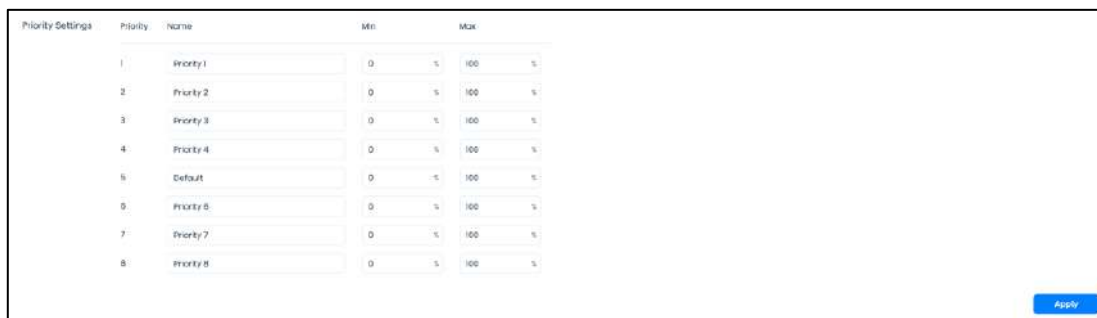 Priority Settings Priority Name Min Max
1 Priority 1 0 % 100 %
2 Priority 2 0 % 100 %
3 Priority 3 0 % 100 %
4 Priority 4 0 % 100 %
5 Default 0 % 100 %
6 Priority 6 0 % 100 %
7 Priority 7 0 % 100 %
8 Priority 8 0 % 100 %
Apply